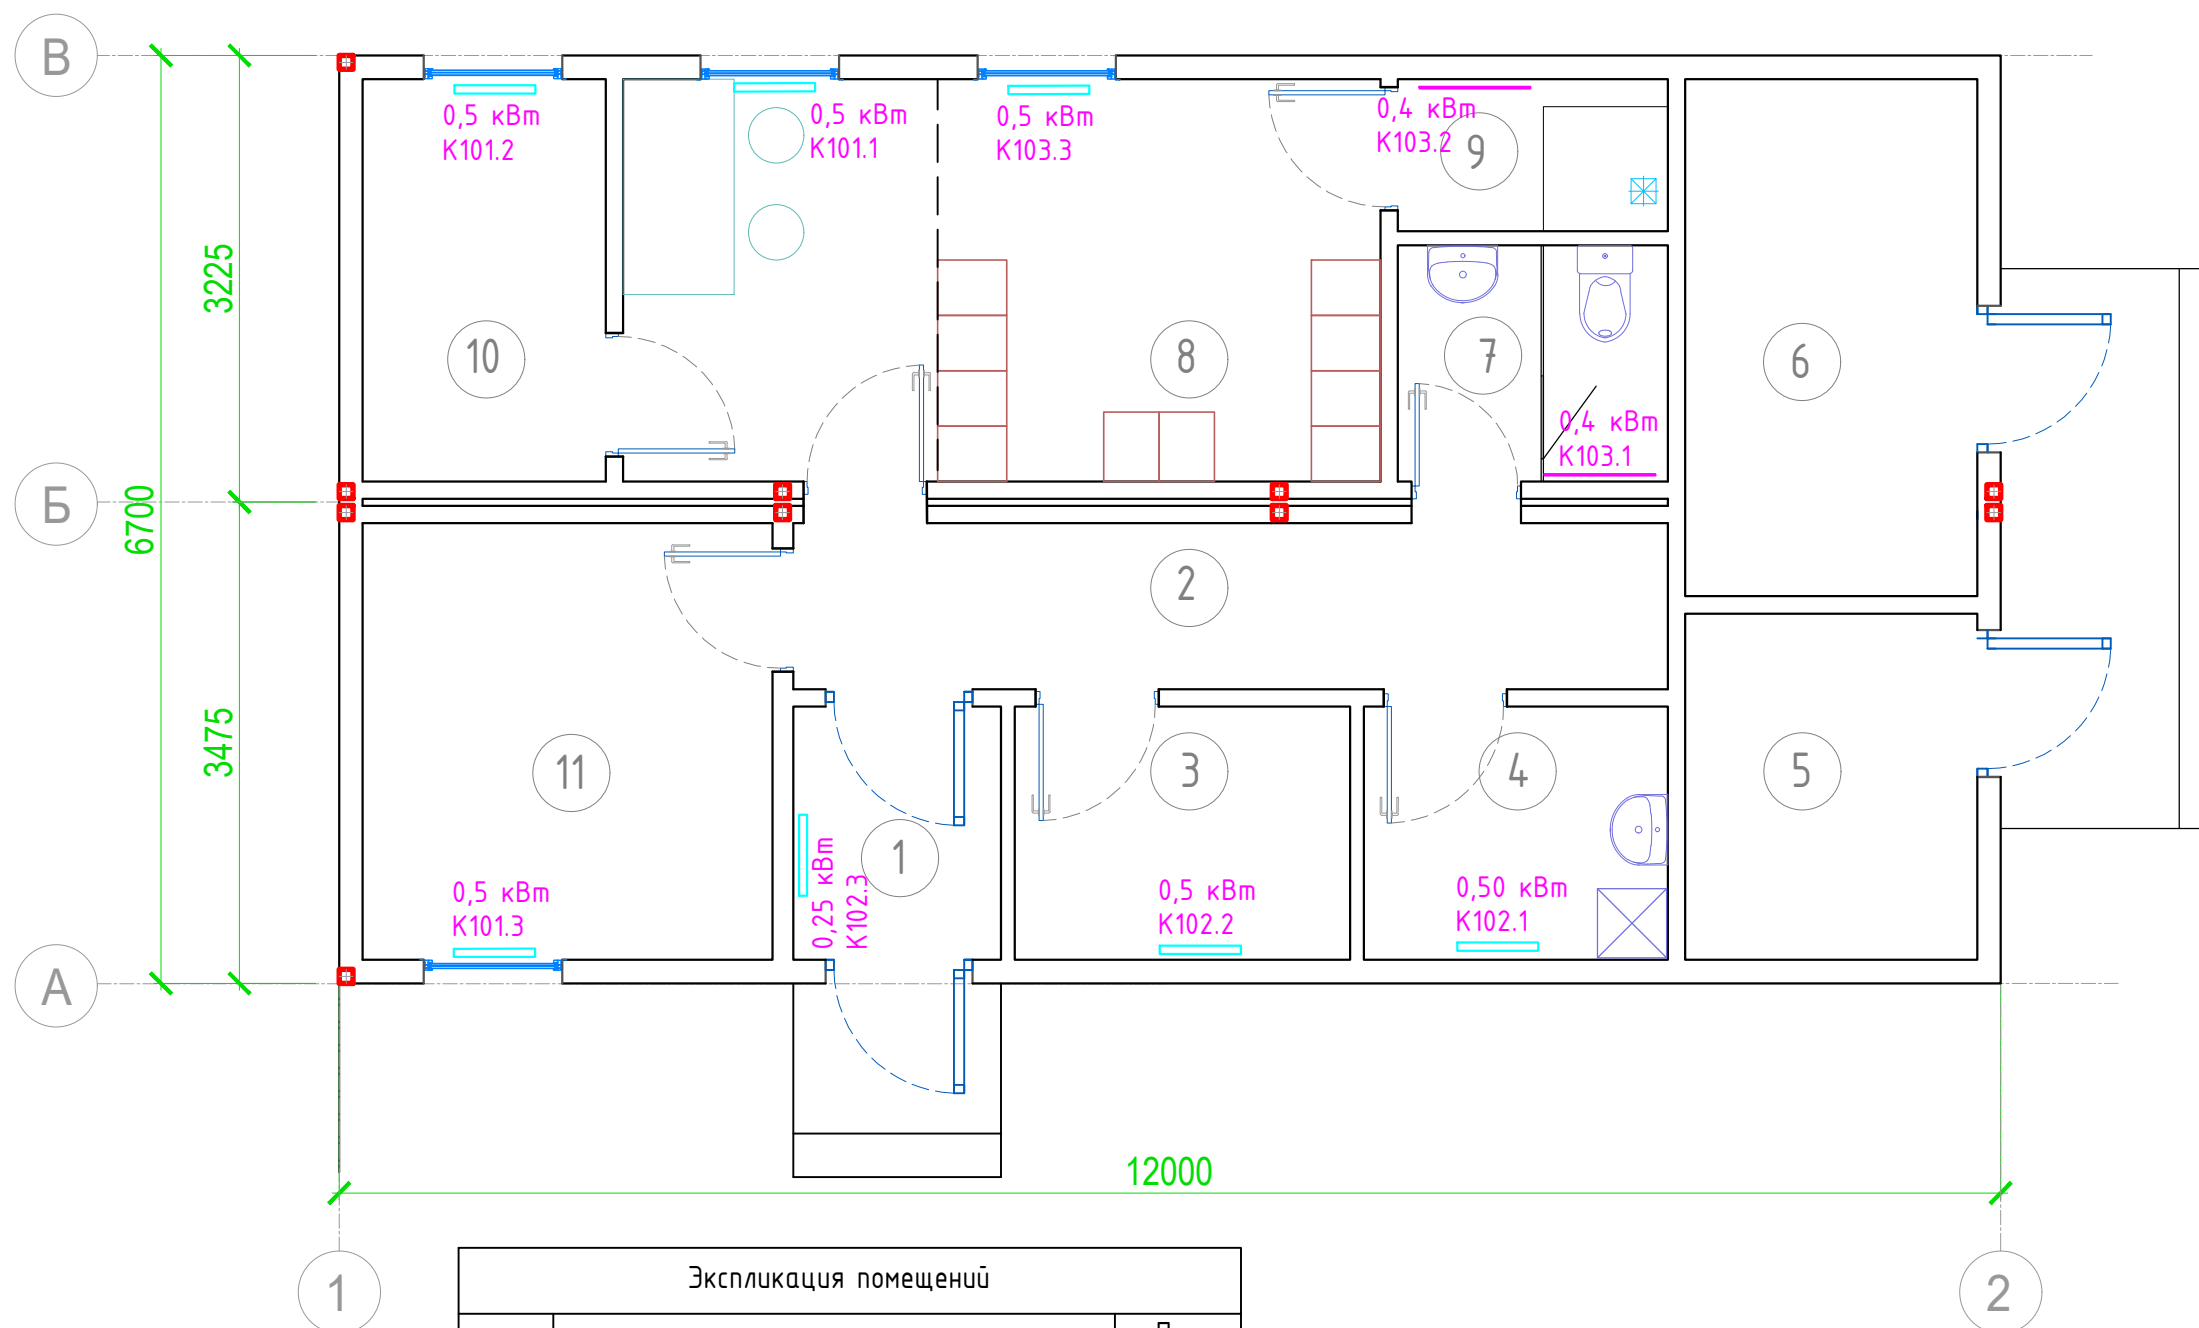 В
0,5 кВт
К101.2
0,5 кВт
К101.1
0,5 кВт
К103.3
0,4 кВт
К103.2
9
3225
10
8
7
6
0,4 кВт
К103.1
Б
6700
2
3475
11
1
3
4
5
0,5 кВт
К101.3
0,25 кВт
К102.3
0,5 кВт
К102.2
0,50 кВт
К102.1
А
12000
Экспликация помещений
1
2